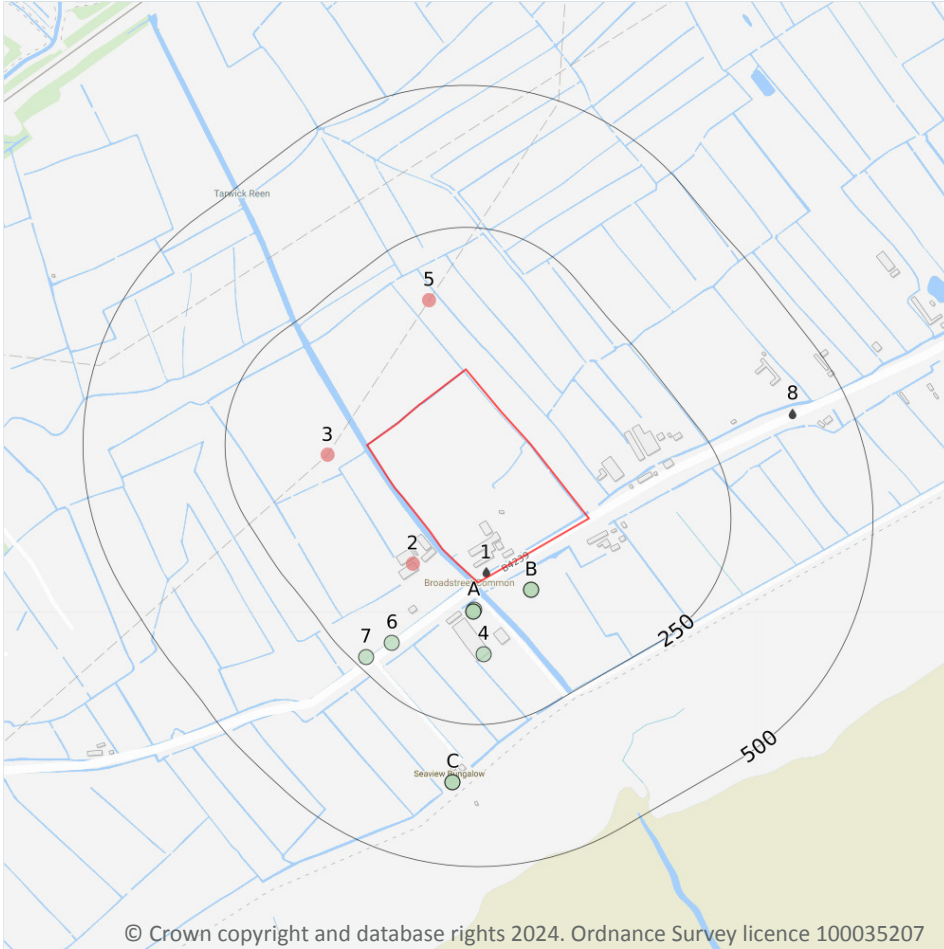 Tarwick Reen
5
8
3
2
1
B4239
B
Broadstreet Common
A
250
6
4
7
500
C
Seaview Bungalow
© Crown copyright and database rights 2024. Ordnance Survey licence 100035207